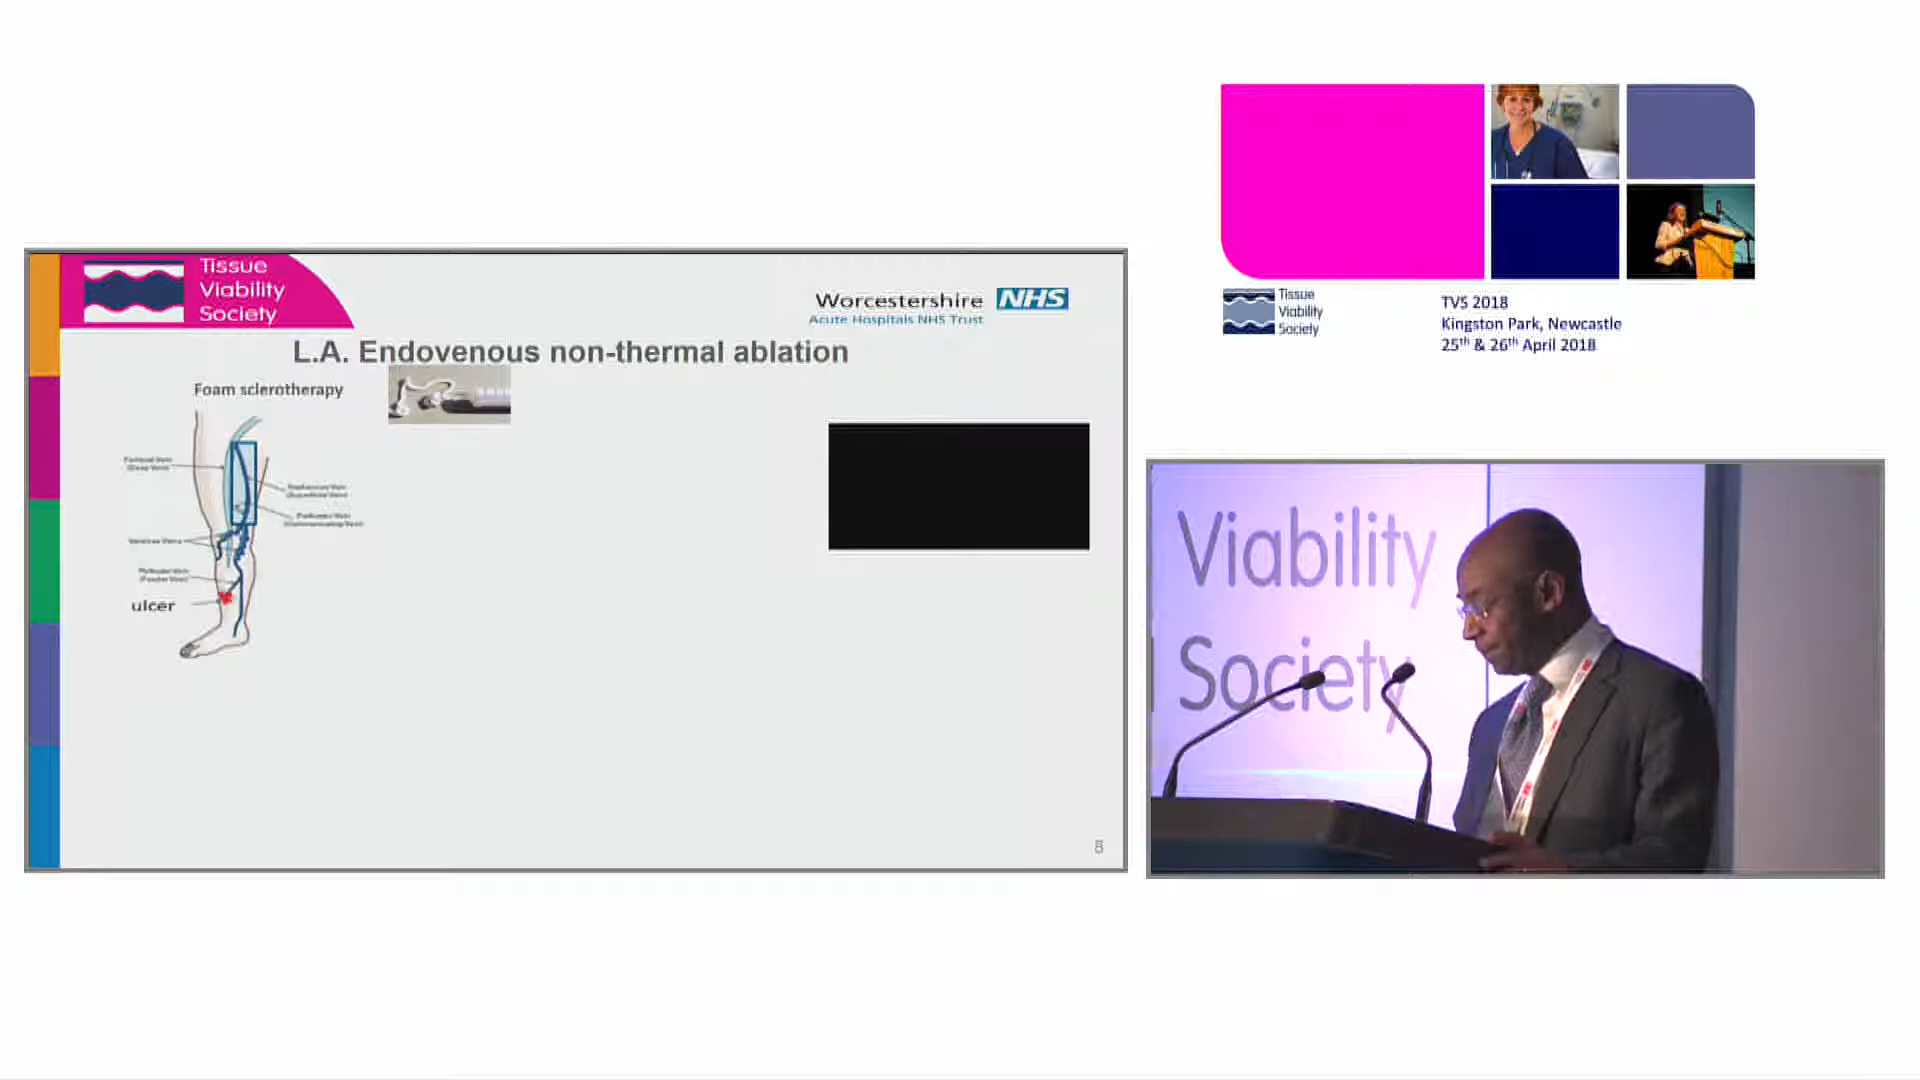 Tissue
Viability
Society
Worcestershire NHS
Acute Hospitals NHS Trust
L.A. Endovenous non-thermal ablation
Foam sclerotherapy
ulcer
8
Tissue
Viability
Society
TVS 2018
Kingston Park, Newcastle
25th & 26th April 2018
Viability
Society